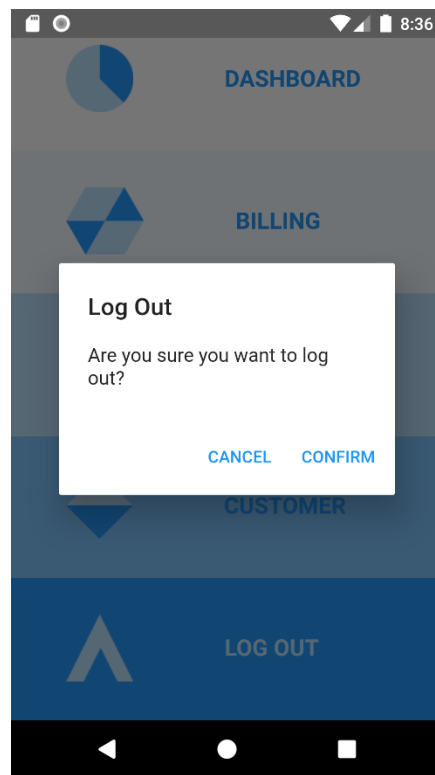 8:36
DASHBOARD
BILLING
Log Out
Are you sure you want to log
out?
CANCEL CONFIRM
CUSTOMER
LOG OUT